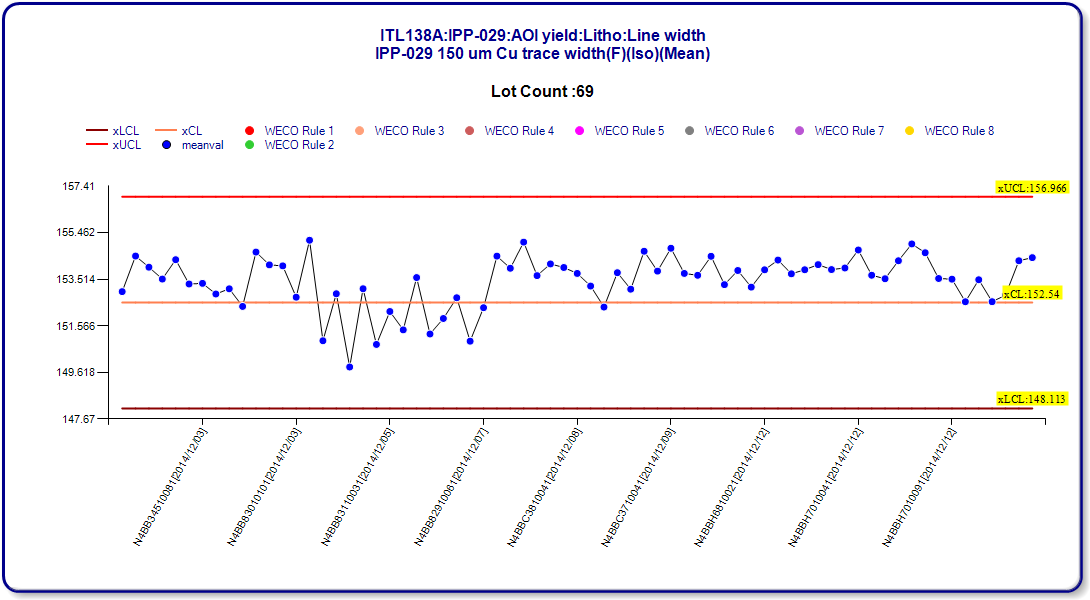 ITL138A:IPP-029:AOI yield:Litho:Line width
IPP-029 150 um Cu trace width(F)(Iso)(Mean)
Lot Count :69
xLCL xCL WECO Rule 1 WECO Rule 3 WECO Rule 4 WECO Rule 5 WECO Rule 6 WECO Rule 7 WECO Rule 8
xUCL meanval WECO Rule 2
157.41
xUCL:156.966
155.462
153.514
xCL:152.54
151.566
149.618
xLCL:148.113
147.67
N4BB34510081[2014/12/03]
N4BB83010101[2014/12/03]
N4BB83110031[2014/12/05]
N4BB82910081[2014/12/07]
N4BBC3810041[2014/12/08]
N4BBC3710041[2014/12/09]
N4BBH6810021[2014/12/12]
N4BBH7010041[2014/12/12]
N4BBH7010091[2014/12/12]